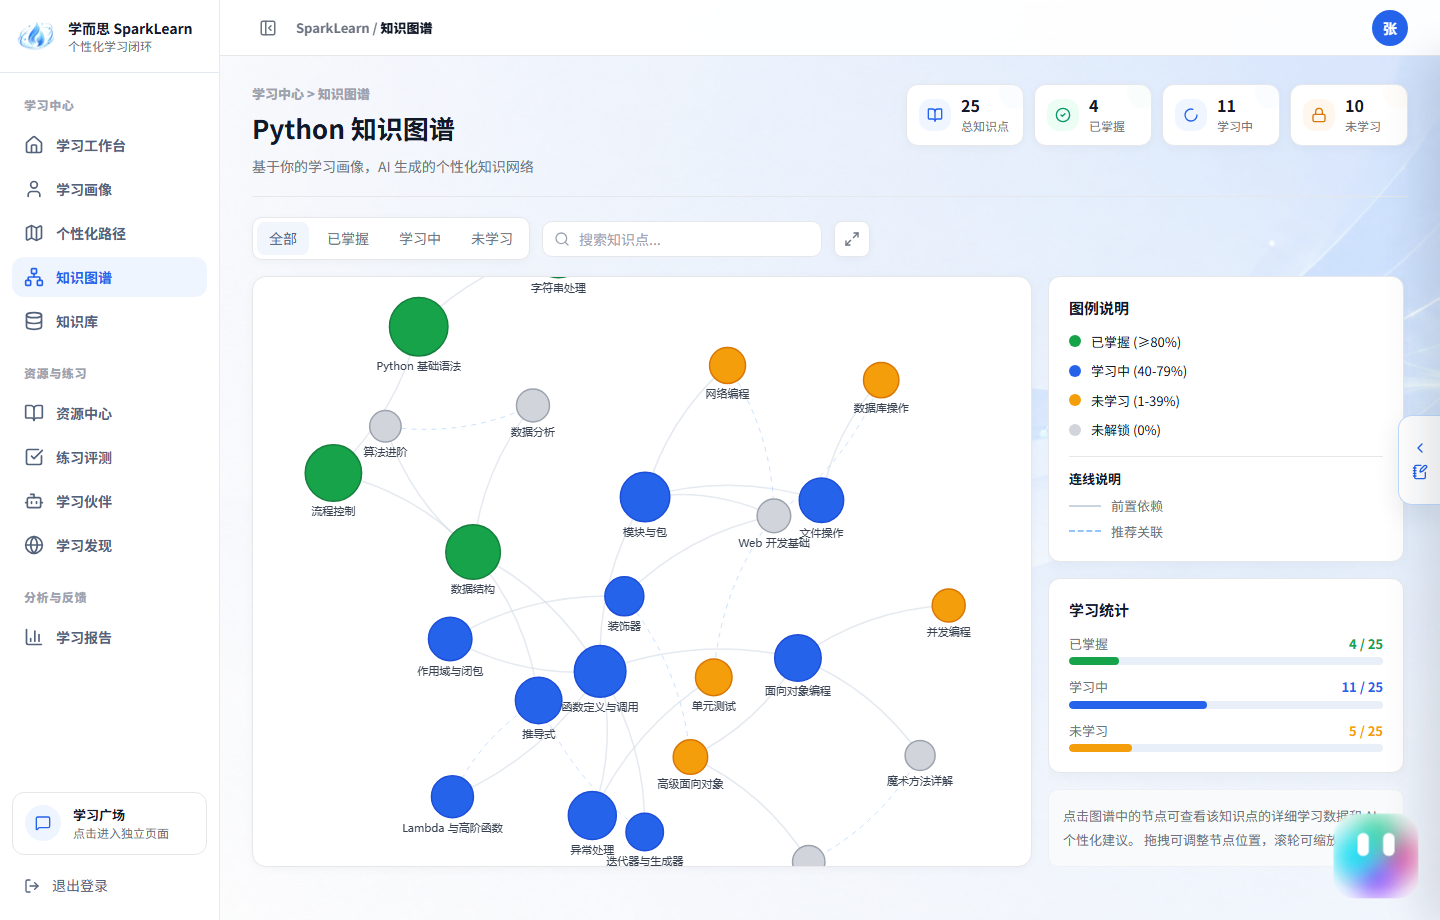 学而思 SparkLearn
个性化学习闭环
学习中心
学习工作台
学习画像
个性化路径
知识图谱
知识库
资源与练习
资源中心
练习评测
学习伙伴
学习发现
分析与反馈
学习报告
学习广场
点击进入独立页面
退出登录
SparkLearn / 知识图谱
张
学习中心 > 知识图谱
Python 知识图谱
基于你的学习画像，AI 生成的个性化知识网络
25
总知识点
4
已掌握
11
学习中
10
未学习
全部
已掌握
学习中
未学习
搜索知识点...
字符串处理
Python 基础语法
网络编程
数据库操作
数据分析
算法进阶
流程控制
模块与包
文件操作
Web 开发基础
数据结构
装饰器
并发编程
作用域与闭包
面向对象编程
函数定义与调用
单元测试
推导式
高级面向对象
魔术方法详解
Lambda 与高阶函数
异常处理
迭代器与生成器
图例说明
已掌握 (≥80%)
学习中 (40-79%)
未学习 (1-39%)
未解锁 (0%)
连线说明
前置依赖
推荐关联
学习统计
已掌握
4 / 25
学习中
11 / 25
未学习
5 / 25
点击图谱中的节点可查看该知识点的详细学习数据和 AI
个性化建议。 拖拽可调整节点位置，滚轮可缩放